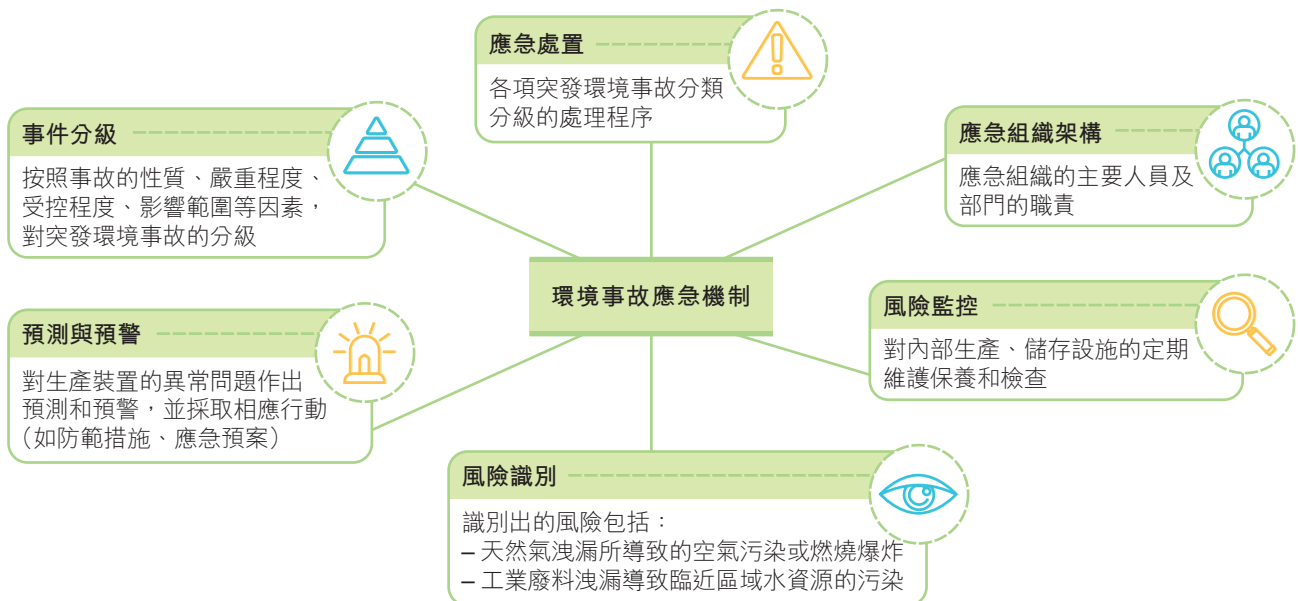 應急處置
各項突發環境事故分類
分級的處理程序
事件分級
按照事故的性質、嚴重程度、
受控程度、影響範圍等因素，
對突發環境事故的分級
應急組織架構
應急組織的主要人員及
部門的職責
環境事故應急機制
預測與預警
對生產裝置的異常問題作出
預測和預警，並採取相應行動
（如防範措施、應急預案）
風險監控
對內部生產、儲存設施的定期
維護保養和檢查
風險識別
識別出的風險包括：
– 天然氣洩漏所導致的空氣污染或燃燒爆炸
– 工業廢料洩漏導致臨近區域水資源的污染